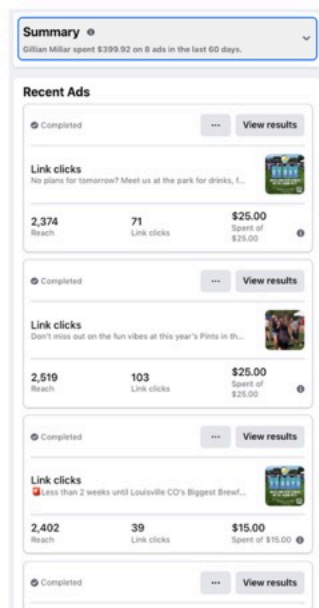 Summary
Gillian Millar spent $399.92 on 8 ads in the last 60 days.
Recent Ads
Completed
... View results
Link clicks
No plans for tomorrow? Meet us at the park for drinks, f...
2,374 71 $25.00
Reach Link clicks Spent of
$25.00
Completed
... View results
Link clicks
Don't miss out on the fun vibes at this year's Pints in th...
2,519 103 $25.00
Reach Link clicks Spent of
$25.00
Completed
... View results
Link clicks
🚨Less than 2 weeks until Louisville CO's Biggest Brewf...
2,402 39 $15.00
Reach Link clicks Spent of $15.00
Completed
... View results